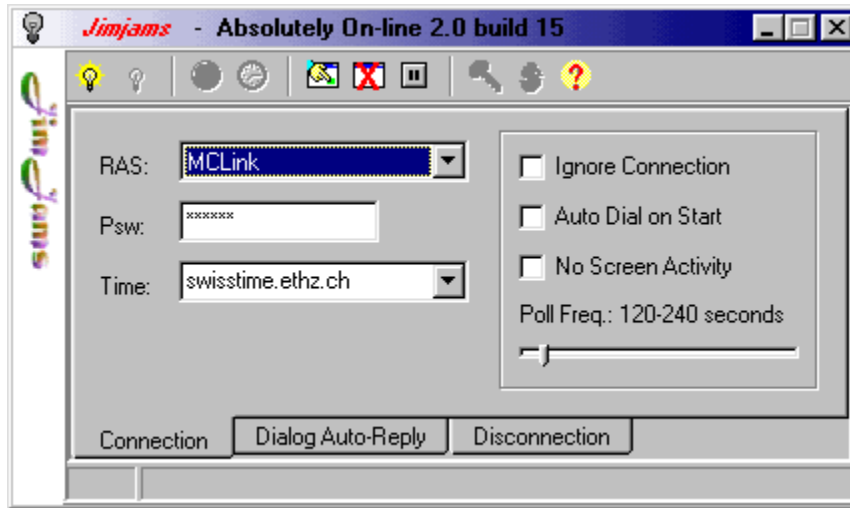 Jimjams - Absolutely On-line 2.0 build 15
JimJams
RAS: MCLink
Psw: ******
Time: swisstime.ethz.ch
Ignore Connection
Auto Dial on Start
No Screen Activity
Poll Freq.: 120-240 seconds
Connection Dialog Auto-Reply Disconnection